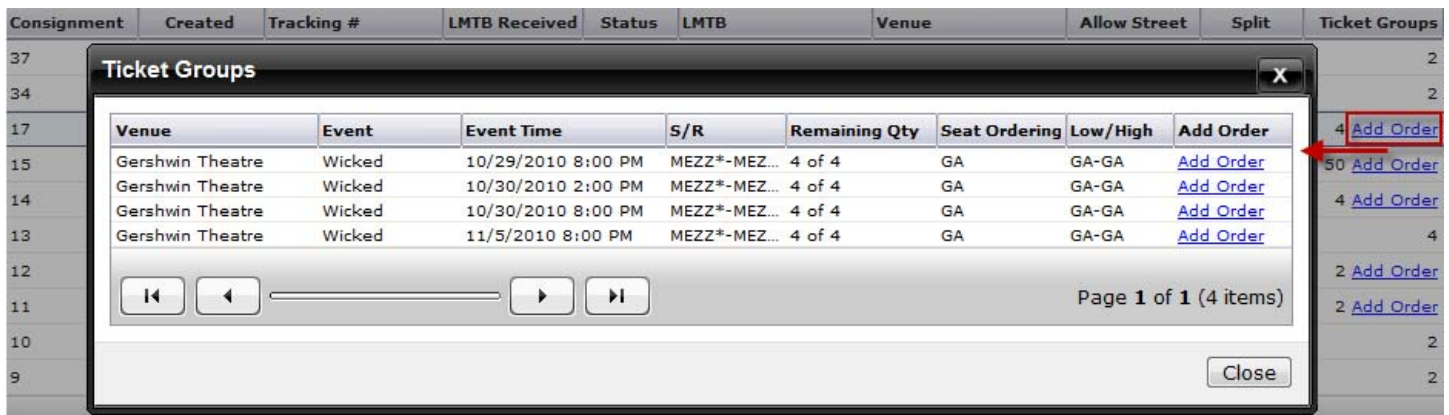 Consignment Created Tracking # LMTB Received Status LMTB Venue Allow Street Split Ticket Groups
37 2
Ticket Groups X
34 2
17 4 Add Order
Venue Event Event Time S/R Remaining Qty Seat Ordering Low/High Add Order
Gershwin Theatre Wicked 10/29/2010 8:00 PM MEZZ*-MEZ... 4 of 4 GA GA-GA Add Order
15 50 Add Order
Gershwin Theatre Wicked 10/30/2010 2:00 PM MEZZ*-MEZ... 4 of 4 GA GA-GA Add Order
14 4 Add Order
Gershwin Theatre Wicked 10/30/2010 8:00 PM MEZZ*-MEZ... 4 of 4 GA GA-GA Add Order
13 4
Gershwin Theatre Wicked 11/5/2010 8:00 PM MEZZ*-MEZ... 4 of 4 GA GA-GA Add Order
12 2 Add Order
Page 1 of 1 (4 items)
11 2 Add Order
10 2
9 2
Close